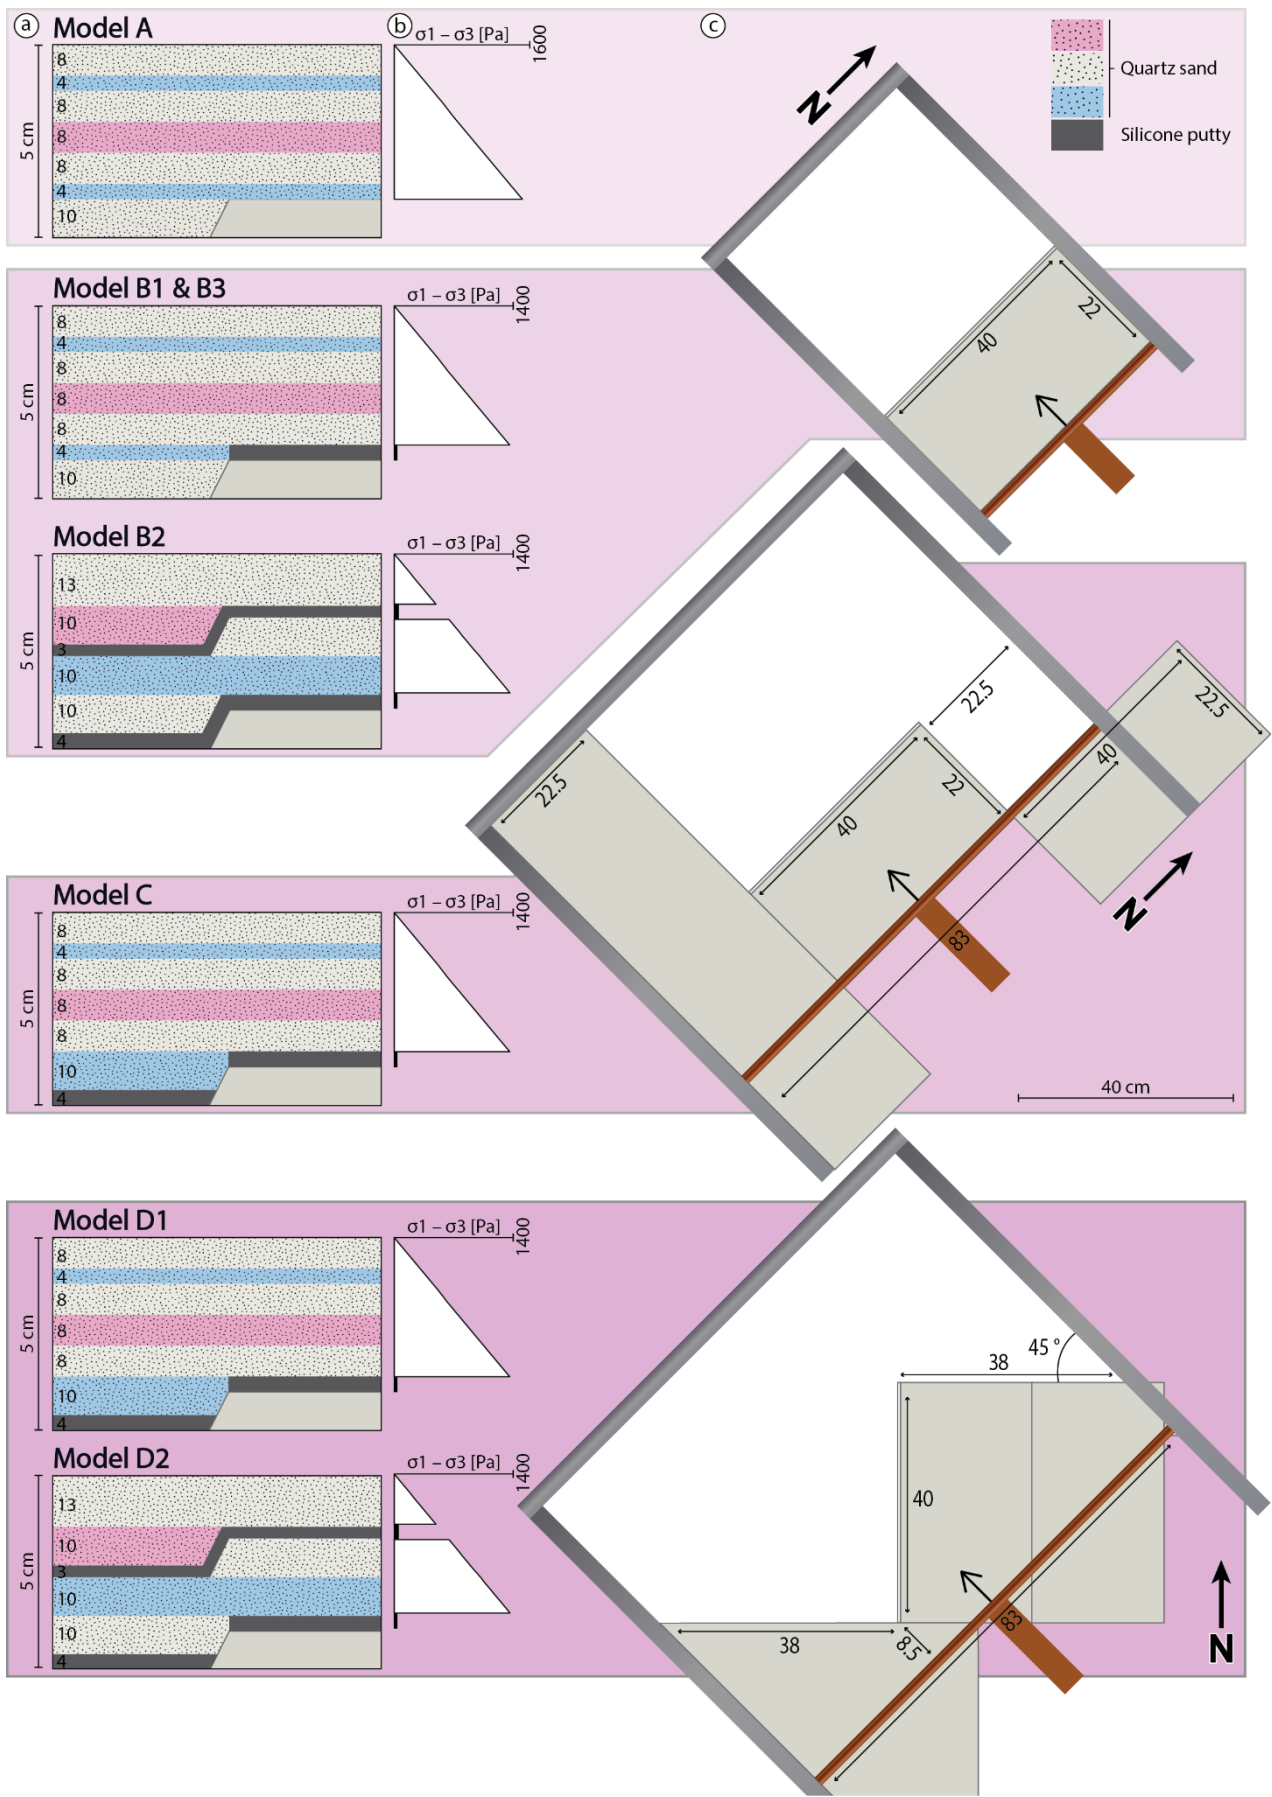 a
Model A
b
σ1 – σ3 [Pa]
1600
c
N
Quartz sand
Silicone putty
5 cm
8
4
8
8
8
4
10
40
22
Model B1 & B3
σ1 – σ3 [Pa]
1400
5 cm
8
4
8
8
8
4
10
Model B2
σ1 – σ3 [Pa]
1400
5 cm
13
10
3
10
10
4
22.5
22.5
22.5
40
22
40
83
N
40 cm
Model C
σ1 – σ3 [Pa]
1400
5 cm
8
4
8
8
8
10
4
Model D1
σ1 – σ3 [Pa]
1400
5 cm
8
4
8
8
8
10
4
Model D2
σ1 – σ3 [Pa]
1400
5 cm
13
10
3
10
10
4
45 °
38
40
38
8.5
83
N